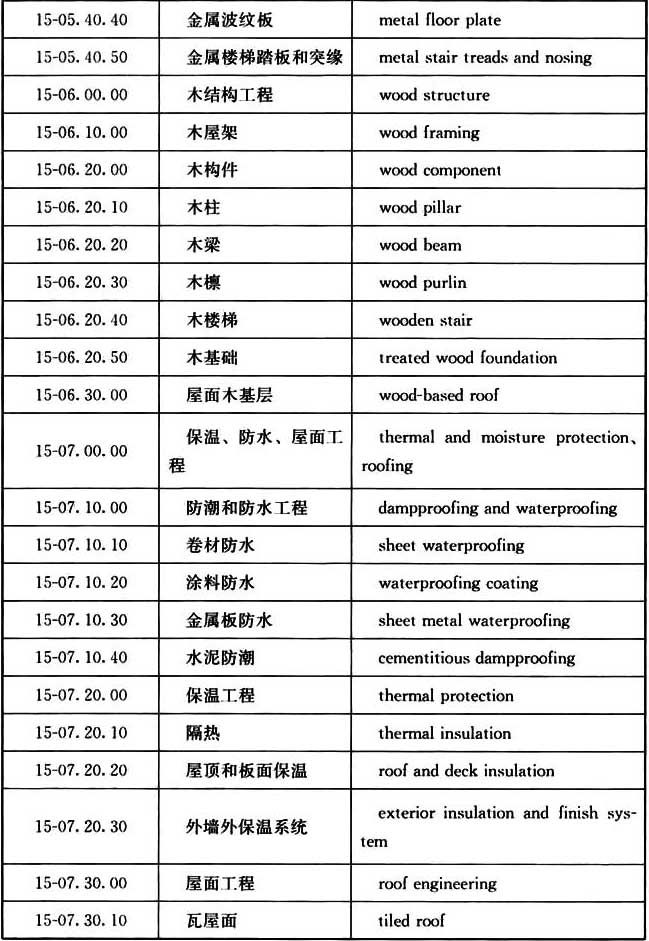 15-05.40.40 金属波纹板 metal floor plate
15-05.40.50 金属楼梯踏板和突缘 metal stair treads and nosing
15-06.00.00 木结构工程 wood structure
15-06.10.00 木屋架 wood framing
15-06.20.00 木构件 wood component
15-06.20.10 木柱 wood pillar
15-06.20.20 木梁 wood beam
15-06.20.30 木檩 wood purlin
15-06.20.40 木楼梯 wooden stair
15-06.20.50 木基础 treated wood foundation
15-06.30.00 屋面木基层 wood-based roof
15-07.00.00 保温、防水、屋面工 thermal and moisture protection、
程 roofing
15-07.10.00 防潮和防水工程 dampproofing and waterproofing
15-07.10.10 卷材防水 sheet waterproofing
15-07.10.20 涂料防水 waterproofing coating
15-07.10.30 金属板防水 sheet metal waterproofing
15-07.10.40 水泥防潮 cementitious dampproofing
15-07.20.00 保温工程 thermal protection
15-07.20.10 隔热 thermal insulation
15-07.20.20 屋顶和板面保温 roof and deck insulation
15-07.20.30 外墙外保温系统 exterior insulation and finish sys-
tem
15-07.30.00 屋面工程 roof engineering
15-07.30.10 瓦屋面 tiled roof